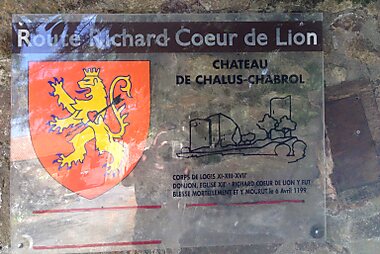 Route Richard Coeur de Lion
CHATEAU
DE CHALUS-CHABROL
CORPS DE LOGIS XI-XIII-XVII°
DONJON, EGLISE XII° - RICHARD COEUR DE LION Y FUT
BLESSE MORTELLEMENT ET Y MOURUT le 6 Avril 1199